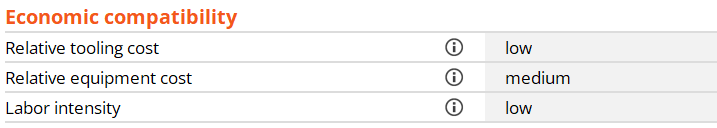 Economic compatibility
Relative tooling cost low
Relative equipment cost medium
Labor intensity low